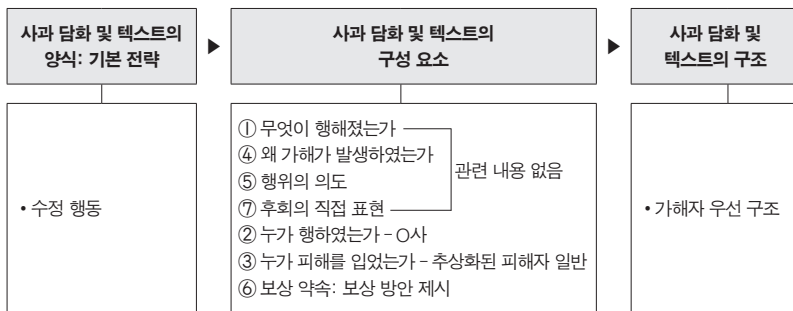 사과 담화 및 텍스트의
양식: 기본 전략
▶
사과 담화 및 텍스트의
구성 요소
▶
사과 담화 및
텍스트의 구조
• 수정 행동
① 무엇이 행해졌는가
④ 왜 가해가 발생하였는가
⑤ 행위의 의도
⑦ 후회의 직접 표현
관련 내용 없음
② 누가 행하였는가 – O사
③ 누가 피해를 입었는가 – 추상화된 피해자 일반
⑥ 보상 약속: 보상 방안 제시
• 가해자 우선 구조